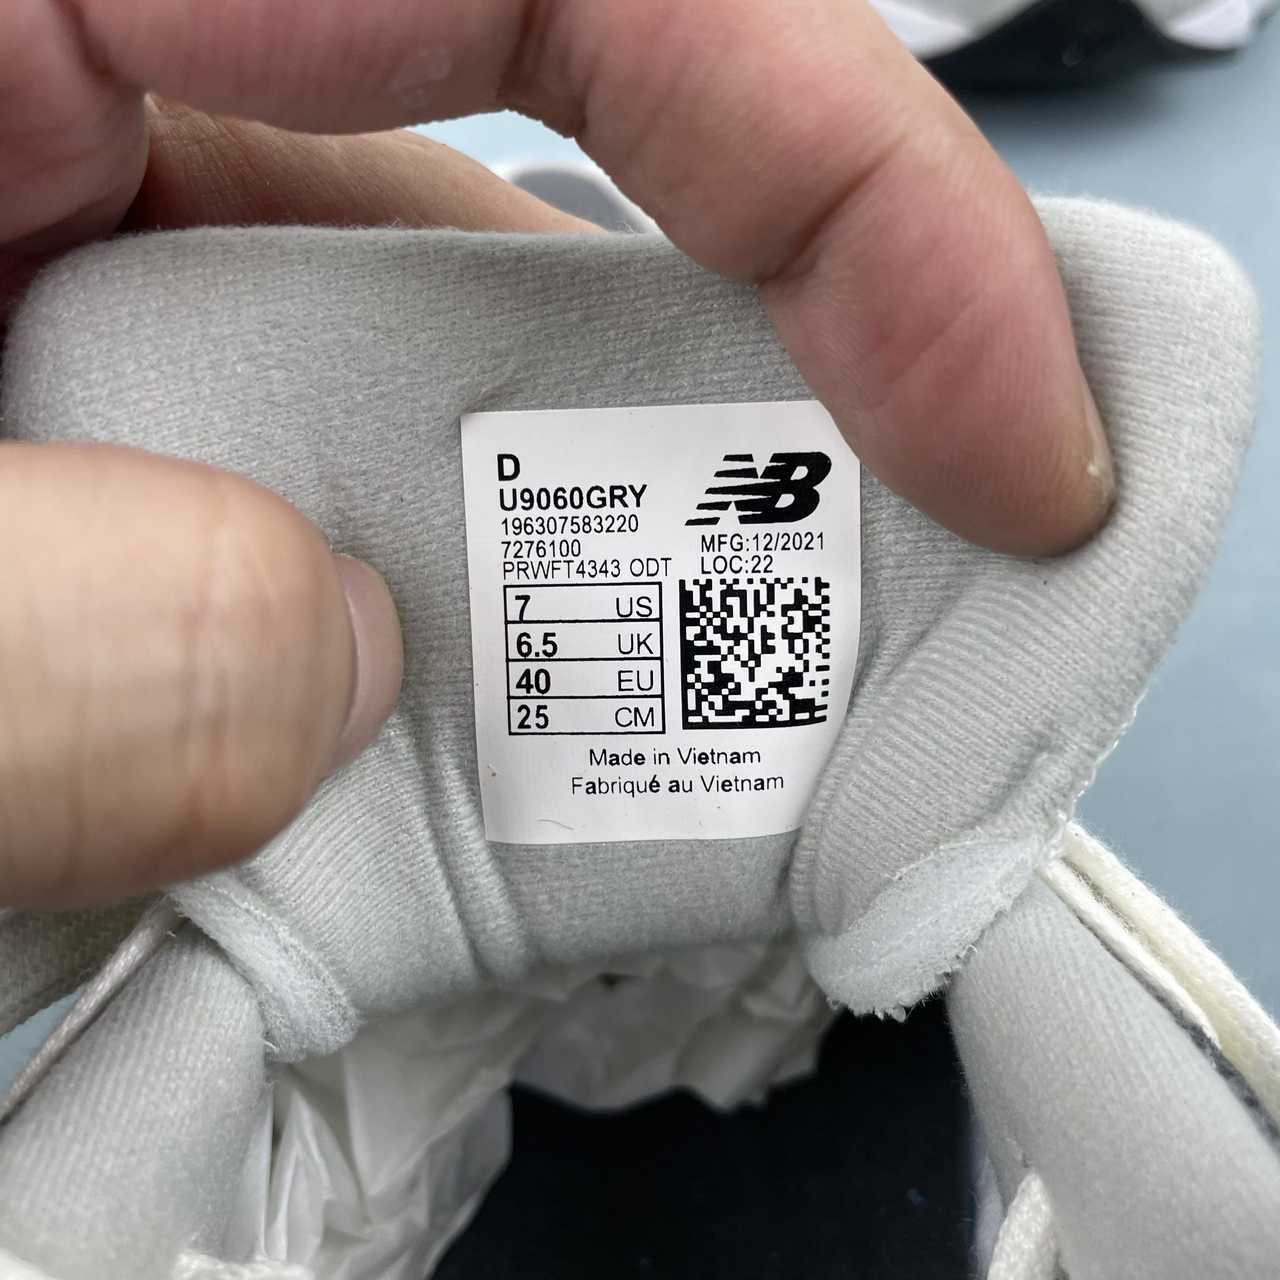 D
U9060GRY
196307583220
7276100
PRWFT4343 ODT
NB
MFG:12/2021
LOC:22
7 US
6.5 UK
40 EU
25 CM
Made in Vietnam
Fabriqué au Vietnam